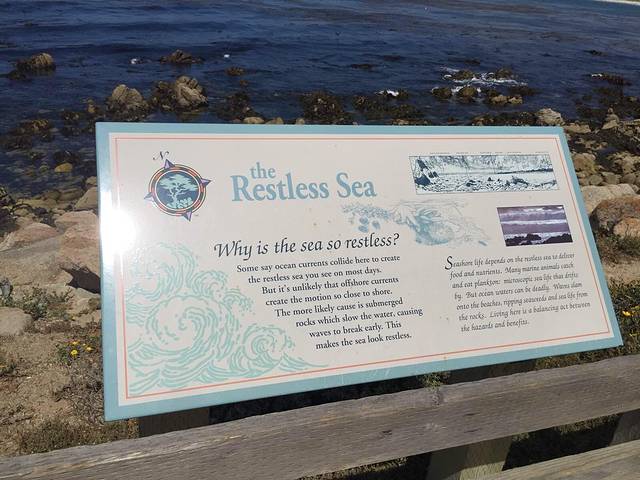 N
the
Restless Sea
Why is the sea so restless?
Some say ocean currents collide here to create
the restless sea you see on most days.
But it's unlikely that offshore currents
create the motion so close to shore.
The more likely cause is submerged
rocks which slow the water, causing
waves to break early. This
makes the sea look restless.
Seashore life depends on the restless sea to deliver
food and nutrients. Many marine animals catch
and eat plankton: microscopic sea life that drifts
by. But ocean waters can be deadly. Waves slam
onto the beaches, ripping seaweeds and sea life from
the rocks. Living here is a balancing act between
the hazards and benefits.